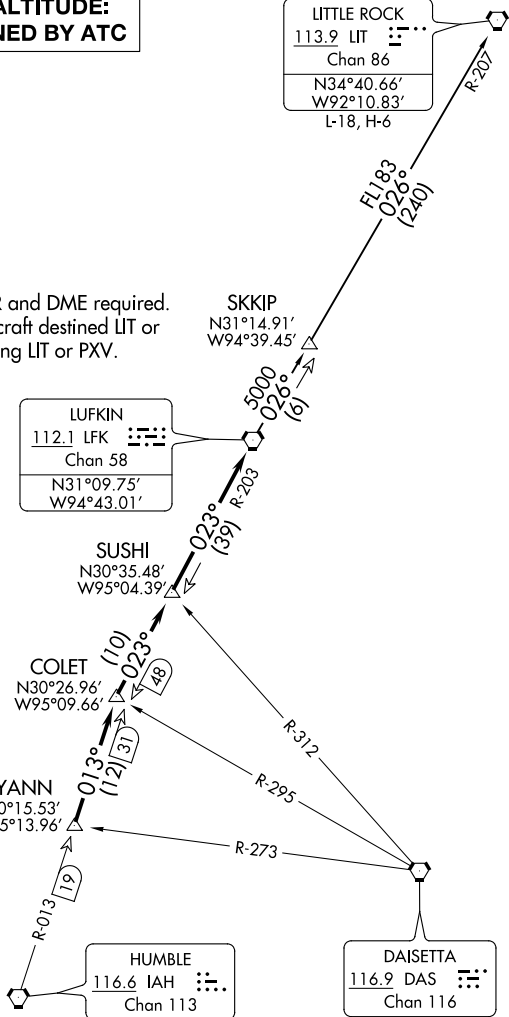 ALTITUDE:
NED BY ATC
LITTLE ROCK
113.9 LIT
Chan 86
N34°40.66'
W92°10.83'
L-18, H-6
R-207
FL183
026°
(240)
R and DME required.
craft destined LIT or
ng LIT or PXV.
SKKIP
N31°14.91'
W94°39.45'
5000
026°
(6)
LUFKIN
112.1 LFK
Chan 58
N31°09.75'
W94°43.01'
R-203
023°
(39)
SUSHI
N30°35.48'
W95°04.39'
(10)
023°
48
COLET
N30°26.96'
W95°09.66'
R-312
013°
(12)
31
R-295
YANN
0°15.53'
5°13.96'
R-273
R-013
19
HUMBLE
116.6 IAH
Chan 113
DAISETTA
116.9 DAS
Chan 116